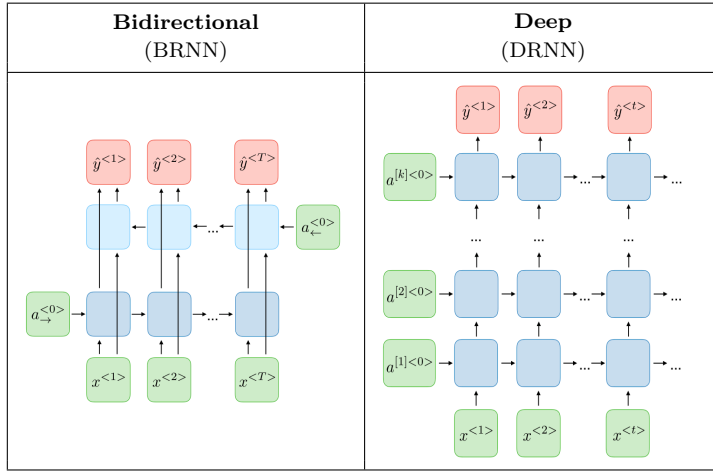 Bidirectional
(BRNN)
Deep
(DRNN)
ŷ<1> ŷ<2> ŷ<T>
... a←<0>
a→<0> ...
x<1> x<2> x<T>
ŷ<1> ŷ<2> ŷ<t>
a[k]<0> ... ...
... ... ...
a[2]<0> ... ...
a[1]<0> ... ...
x<1> x<2> x<t>